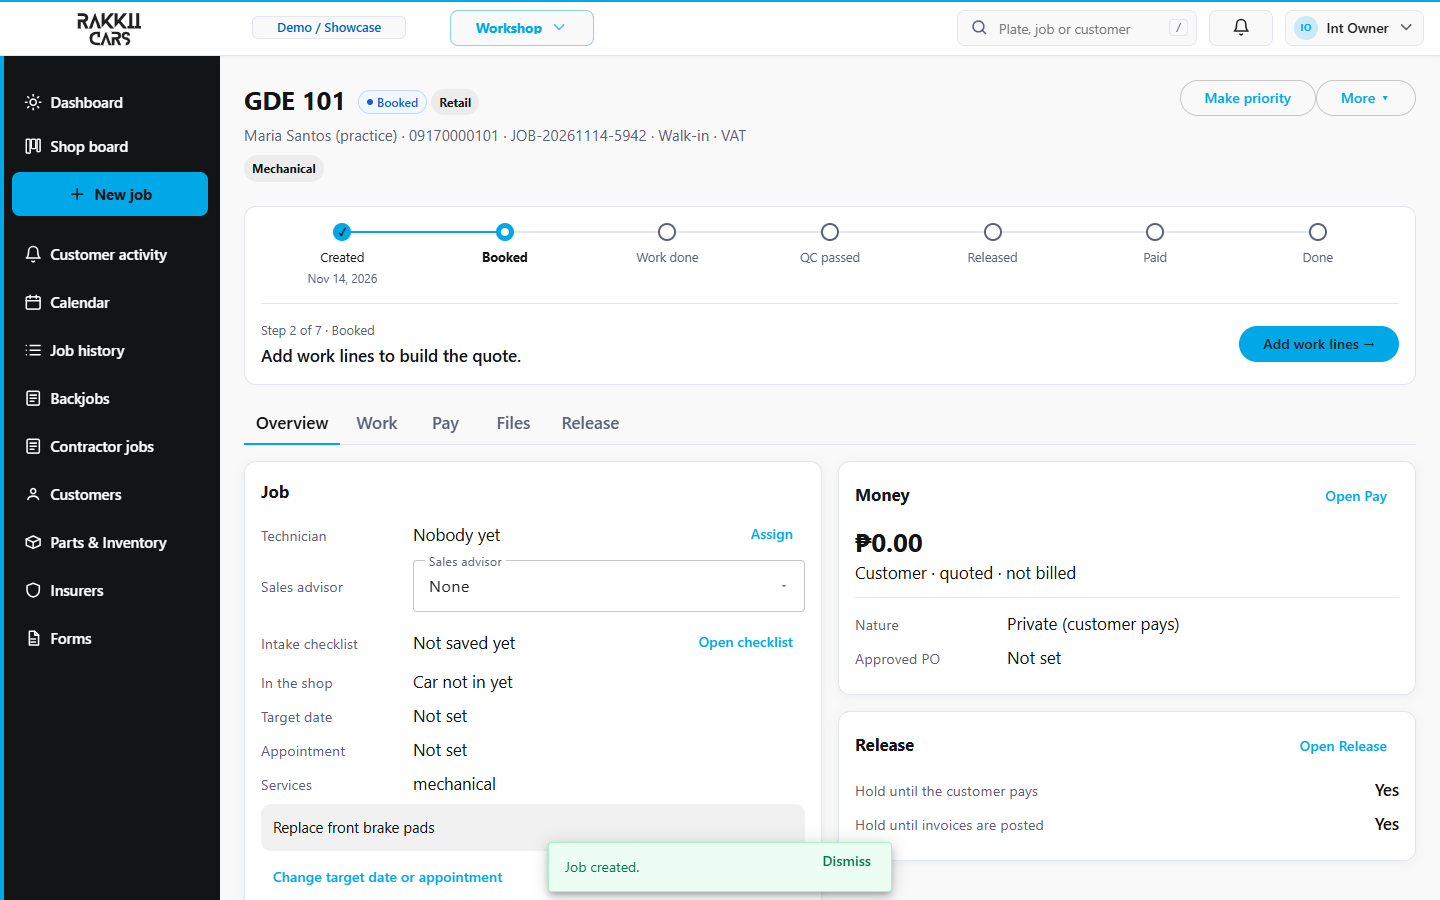 RAKKII CARS
Demo / Showcase
Workshop
Plate, job or customer
/
IO
Int Owner
Dashboard
Shop board
+ New job
Customer activity
Calendar
Job history
Backjobs
Contractor jobs
Customers
Parts & Inventory
Insurers
Forms
GDE 101
Booked
Retail
Make priority
More
Maria Santos (practice) · 09170000101 · JOB-20261114-5942 · Walk-in · VAT
Mechanical
Created
Nov 14, 2026
Booked
Work done
QC passed
Released
Paid
Done
Step 2 of 7 · Booked
Add work lines to build the quote.
Add work lines →
Overview
Work
Pay
Files
Release
Job
Technician
Nobody yet
Assign
Sales advisor
Sales advisor
None
Intake checklist
Not saved yet
Open checklist
In the shop
Car not in yet
Target date
Not set
Appointment
Not set
Services
mechanical
Replace front brake pads
Change target date or appointment
Money
Open Pay
₱0.00
Customer · quoted · not billed
Nature
Private (customer pays)
Approved PO
Not set
Release
Open Release
Hold until the customer pays
Yes
Hold until invoices are posted
Yes
Job created.
Dismiss